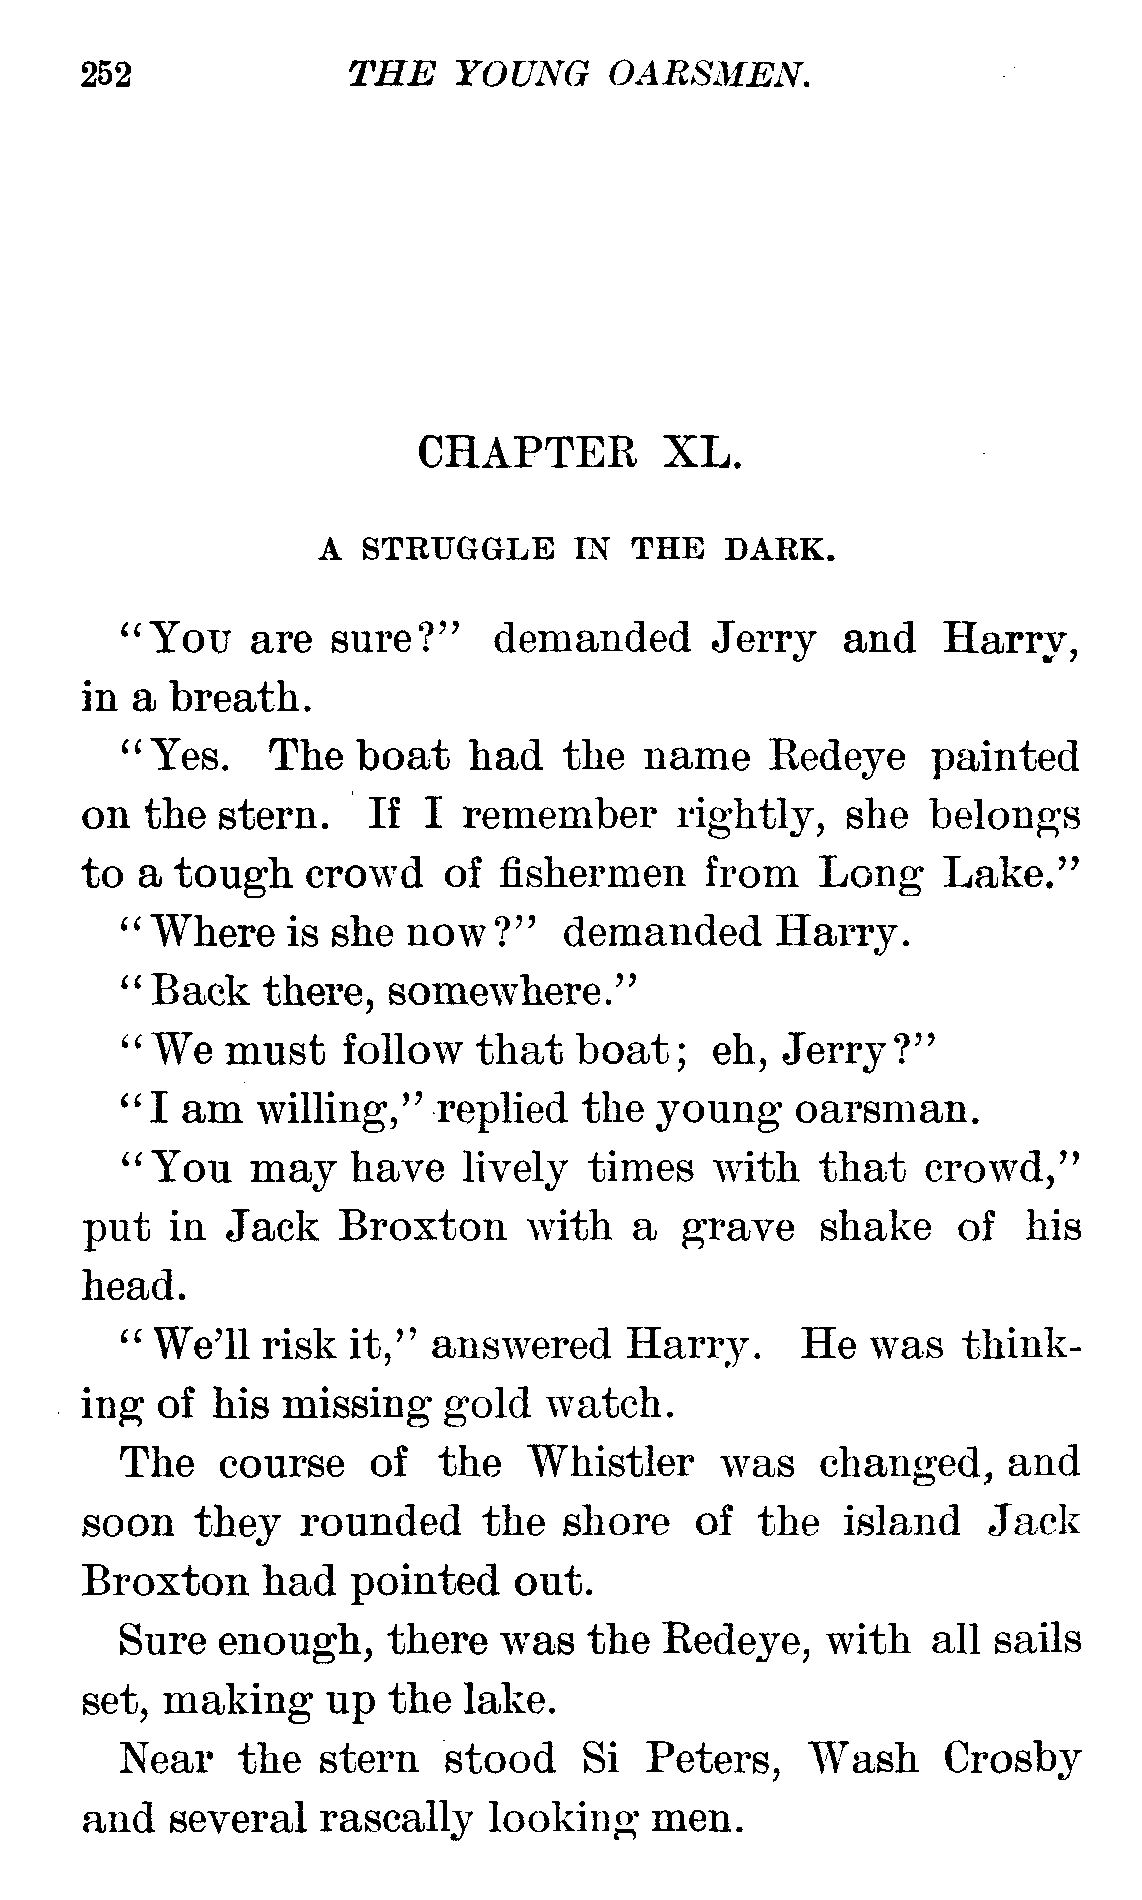 252 THE YOUNG OARSMEN.
CHAPTER XL.
A STRUGGLE IN THE DARK.
"You are sure?" demanded Jerry and Harry,
in a breath.
"Yes. The boat had the name Redeye painted
on the stern. If I remember rightly, she belongs
to a tough crowd of fishermen from Long Lake."
"Where is she now?" demanded Harry.
"Back there, somewhere."
"We must follow that boat; eh, Jerry?"
"I am willing," replied the young oarsman.
"You may have lively times with that crowd,"
put in Jack Broxton with a grave shake of his
head.
"We'll risk it," answered Harry. He was think-
ing of his missing gold watch.
The course of the Whistler was changed, and
soon they rounded the shore of the island Jack
Broxton had pointed out.
Sure enough, there was the Redeye, with all sails
set, making up the lake.
Near the stern stood Si Peters, Wash Crosby
and several rascally looking men.